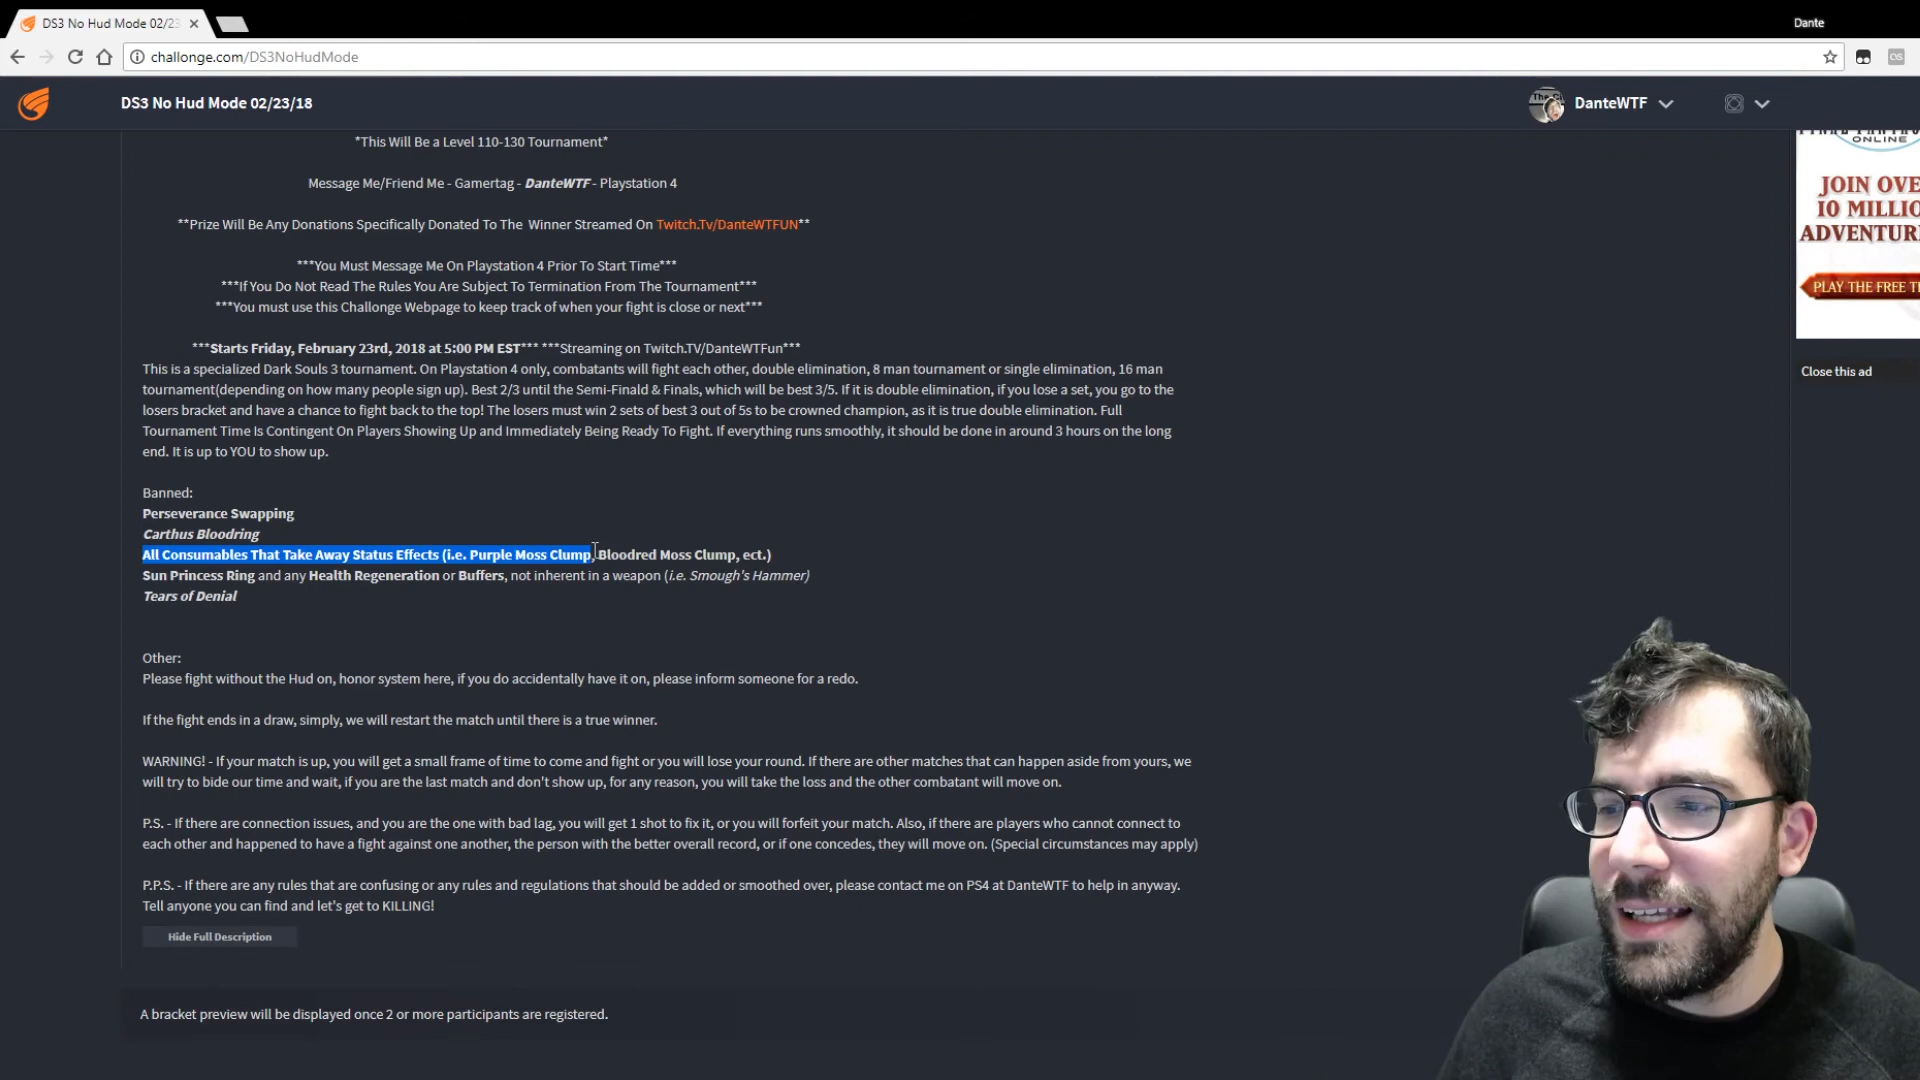 DS3 No Hud Mode 02/23
Dante
challonge.com/DS3NoHudMode
DS3 No Hud Mode 02/23/18
DanteWTF
*This Will Be a Level 110-130 Tournament*
Message Me/Friend Me - Gamertag - DanteWTF - Playstation 4
**Prize Will Be Any Donations Specifically Donated To The Winner Streamed On Twitch.Tv/DanteWTFUN**
***You Must Message Me On Playstation 4 Prior To Start Time***
***If You Do Not Read The Rules You Are Subject To Termination From The Tournament***
***You must use this Challonge Webpage to keep track of when your fight is close or next***
***Starts Friday, February 23rd, 2018 at 5:00 PM EST*** ***Streaming on Twitch.TV/DanteWTFun***
This is a specialized Dark Souls 3 tournament. On Playstation 4 only, combatants will fight each other, double elimination, 8 man tournament or single elimination, 16 man
tournament(depending on how many people sign up). Best 2/3 until the Semi-Finald & Finals, which will be best 3/5. If it is double elimination, if you lose a set, you go to the
losers bracket and have a chance to fight back to the top! The losers must win 2 sets of best 3 out of 5s to be crowned champion, as it is true double elimination. Full
Tournament Time Is Contingent On Players Showing Up and Immediately Being Ready To Fight. If everything runs smoothly, it should be done in around 3 hours on the long
end. It is up to YOU to show up.
Banned:
Perseverance Swapping
Carthus Bloodring
All Consumables That Take Away Status Effects (i.e. Purple Moss Clump, Bloodred Moss Clump, ect.)
Sun Princess Ring and any Health Regeneration or Buffers, not inherent in a weapon (i.e. Smough's Hammer)
Tears of Denial
Other:
Please fight without the Hud on, honor system here, if you do accidentally have it on, please inform someone for a redo.
If the fight ends in a draw, simply, we will restart the match until there is a true winner.
WARNING! - If your match is up, you will get a small frame of time to come and fight or you will lose your round. If there are other matches that can happen aside from yours, we
will try to bide our time and wait, if you are the last match and don't show up, for any reason, you will take the loss and the other combatant will move on.
P.S. - If there are connection issues, and you are the one with bad lag, you will get 1 shot to fix it, or you will forfeit your match. Also, if there are players who cannot connect to
each other and happened to have a fight against one another, the person with the better overall record, or if one concedes, they will move on. (Special circumstances may apply)
P.P.S. - If there are any rules that are confusing or any rules and regulations that should be added or smoothed over, please contact me on PS4 at DanteWTF to help in anyway.
Tell anyone you can find and let's get to KILLING!
Hide Full Description
A bracket preview will be displayed once 2 or more participants are registered.
ONLINE
JOIN OVE
10 MILLIO
ADVENTUR
PLAY THE FREE T
Close this ad